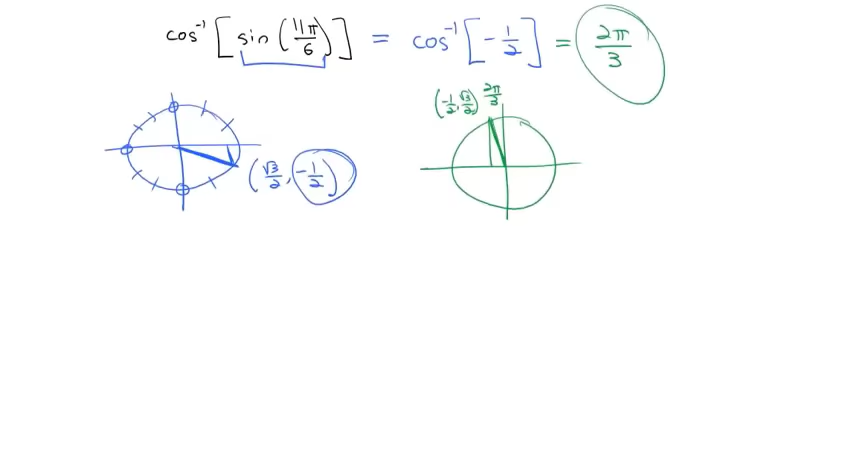 cos⁻¹ [ sin ( 11π/6 ) ] = cos⁻¹ [ - 1/2 ] = 2π/3
( -1/2, √3/2 ) 2π/3
( √3/2, -1/2 )